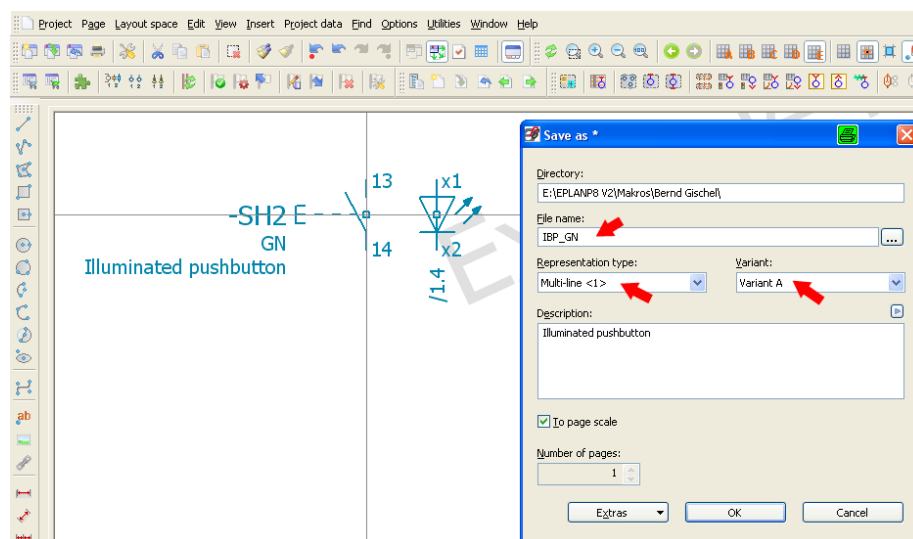 Project Page Layout space Edit View Insert Project data Find Options Utilities Window Help
ab
-SH2 E
13
x1
GN
14
x2
Illuminated pushbutton
/1.4
Save as *
Directory:
E:\EPLANP8 V2\Makros\Bernd Gischel\
File name:
IBP_GN
...
Representation type:
Variant:
Multi-line <1>
Variant A
Description:
Illuminated pushbutton
To page scale
Number of pages:
1
Extras
OK
Cancel